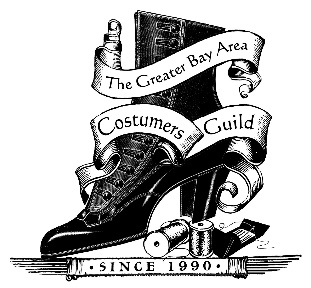 The Greater Bay Area
Costumers Guild
· SINCE 1990 ·